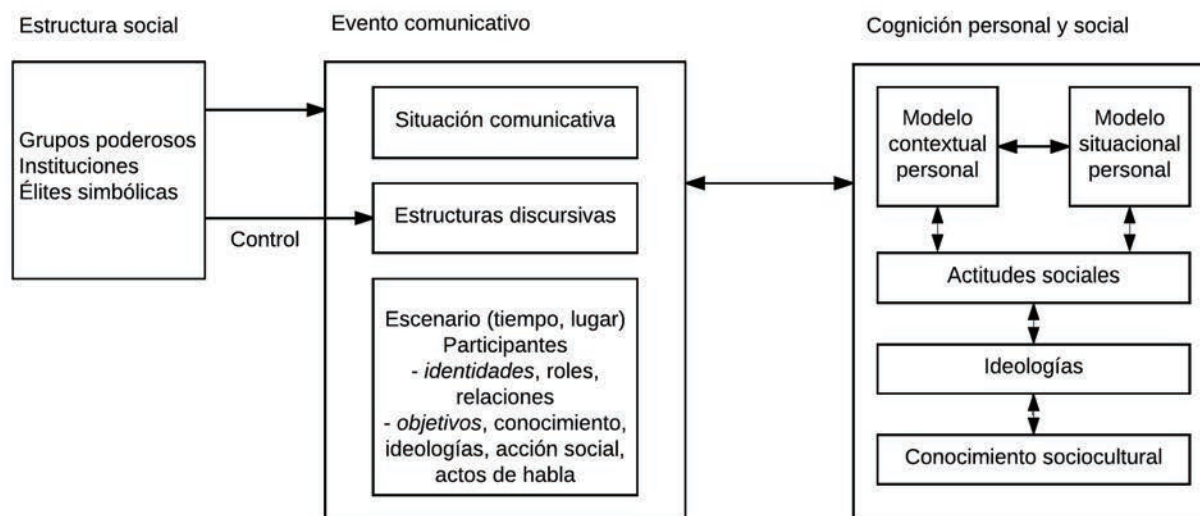 Estructura social
Grupos poderosos
Instituciones
Élites simbólicas
Control
Evento comunicativo
Situación comunicativa
Estructuras discursivas
Escenario (tiempo, lugar)
Participantes
- identidades, roles,
relaciones
- objetivos, conocimiento,
ideologías, acción social,
actos de habla
Cognición personal y social
Modelo
contextual
personal
Modelo
situacional
personal
Actitudes sociales
Ideologías
Conocimiento sociocultural